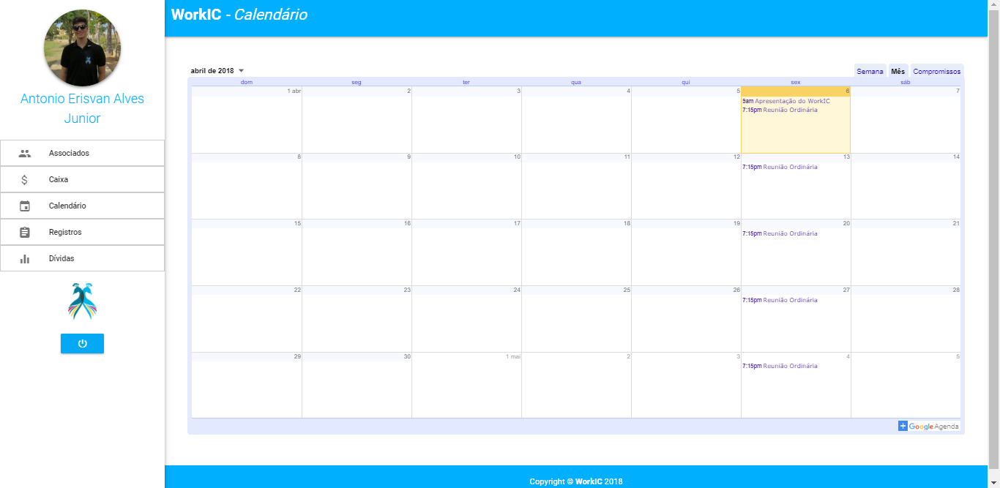 WorkIC - Calendário
Antonio Erisvan Alves
Junior
Associados
Caixa
Calendário
Registros
Dívidas
abril de 2018
Semana Mês Compromissos
dom seg ter qua qui sex sáb
1 abr 2 3 4 5 6 7
9am Apresentação do WorkIC
7:15pm Reunião Ordinária
8 9 10 11 12 13 14
7:15pm Reunião Ordinária
15 16 17 18 19 20 21
7:15pm Reunião Ordinária
22 23 24 25 26 27 28
7:15pm Reunião Ordinária
29 30 1 mai 2 3 4 5
7:15pm Reunião Ordinária
Google Agenda
Copyright © WorkIC 2018